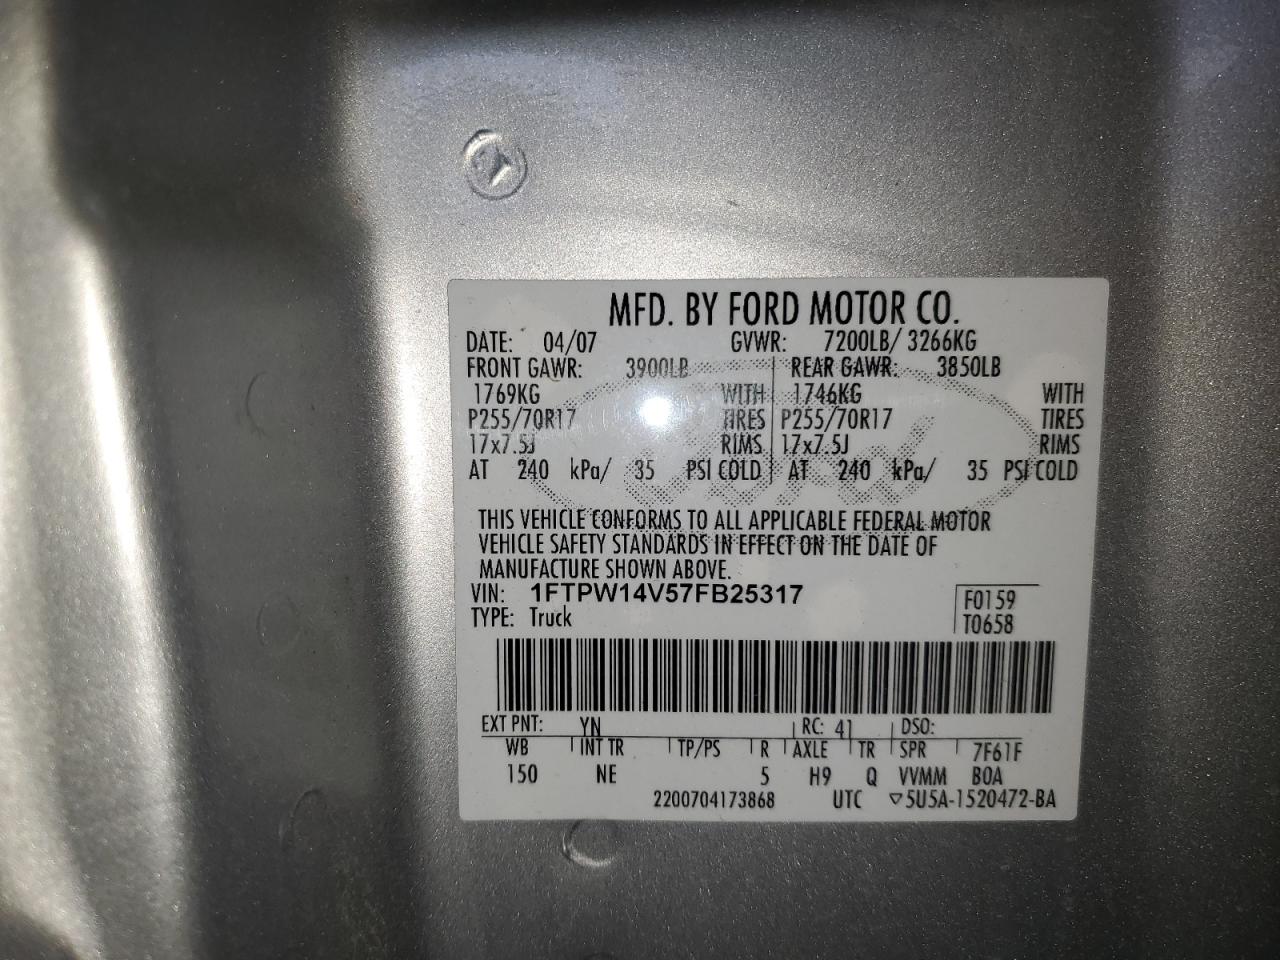 MFD. BY FORD MOTOR CO.
DATE: 04/07 GVWR: 7200LB/ 3266KG
FRONT GAWR: 3900LB REAR GAWR: 3850LB
1769KG WITH 1746KG WITH
P255/70R17 TIRES P255/70R17 TIRES
17x7.5J RIMS 17x7.5J RIMS
AT 240 kPa/ 35 PSI COLD AT 240 kPa/ 35 PSI COLD
THIS VEHICLE CONFORMS TO ALL APPLICABLE FEDERAL MOTOR
VEHICLE SAFETY STANDARDS IN EFFECT ON THE DATE OF
MANUFACTURE SHOWN ABOVE.
VIN: 1FTPW14V57FB25317 F0159
TYPE: Truck T0658
EXT PNT: YN RC: 41 DSO:
WB INT TR TP/PS R AXLE TR SPR 7F61F
150 NE 5 H9 Q VVMM BOA
2200704173868 UTC ▽5U5A-1520472-BA